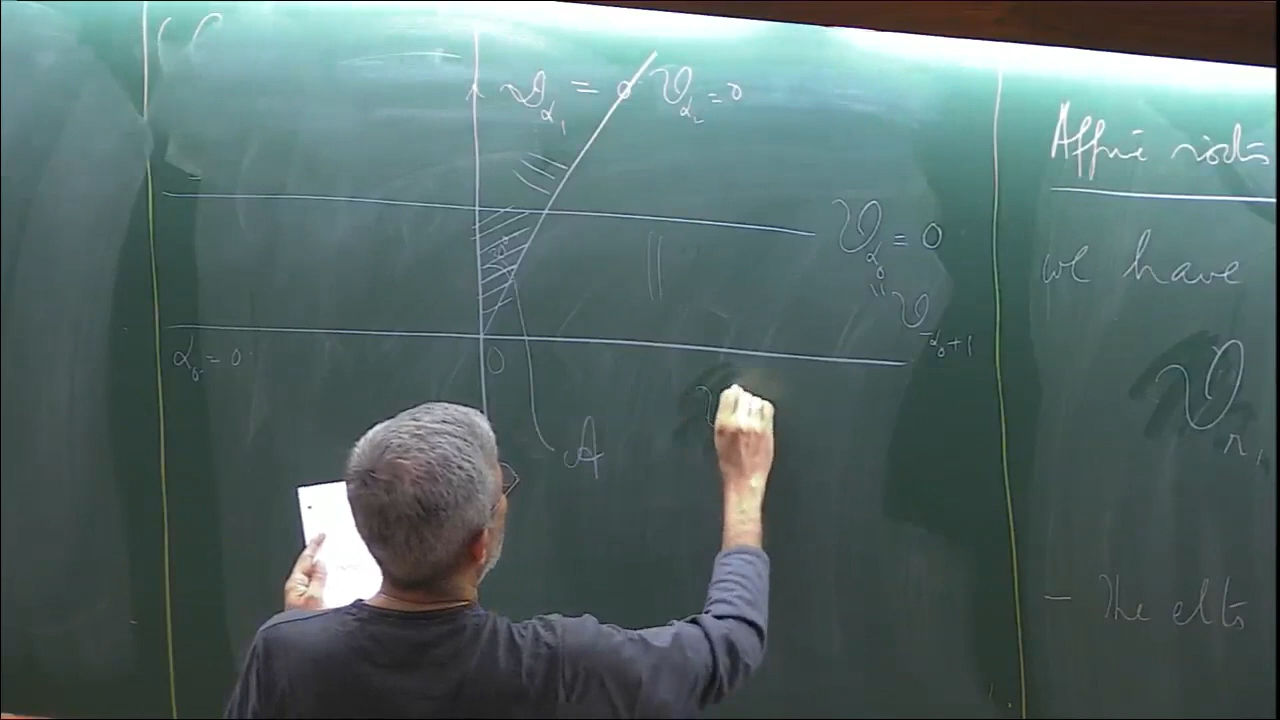 ϑ_{α₁} = 0 ϑ_{α₂} = 0
30°
ϑ_{α₀} = 0
"
ϑ_{-α₀+1}
α₀ = 0
0
A
Affine roots
we have
ϑ
- The elts